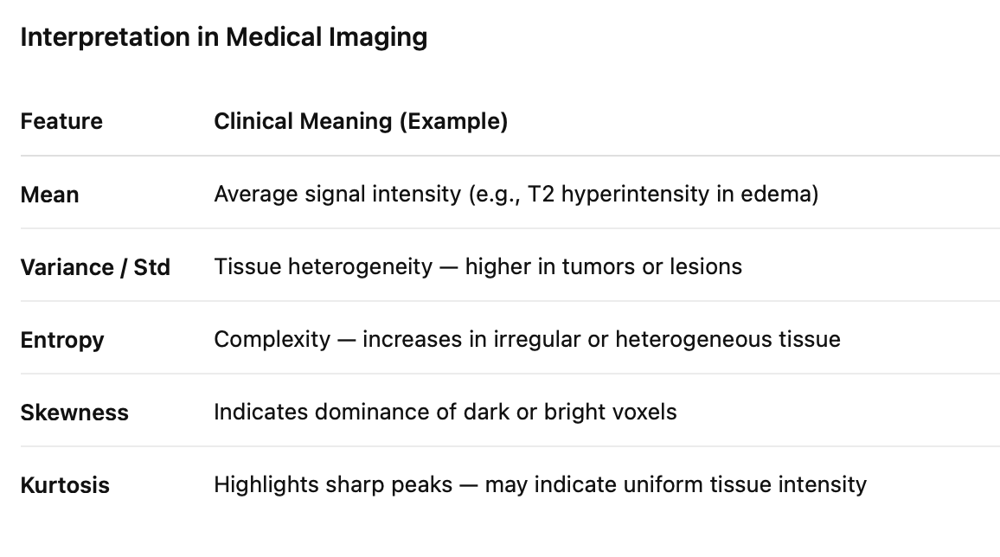 Interpretation in Medical Imaging
Feature Clinical Meaning (Example)
Mean Average signal intensity (e.g., T2 hyperintensity in edema)
Variance / Std Tissue heterogeneity — higher in tumors or lesions
Entropy Complexity — increases in irregular or heterogeneous tissue
Skewness Indicates dominance of dark or bright voxels
Kurtosis Highlights sharp peaks — may indicate uniform tissue intensity